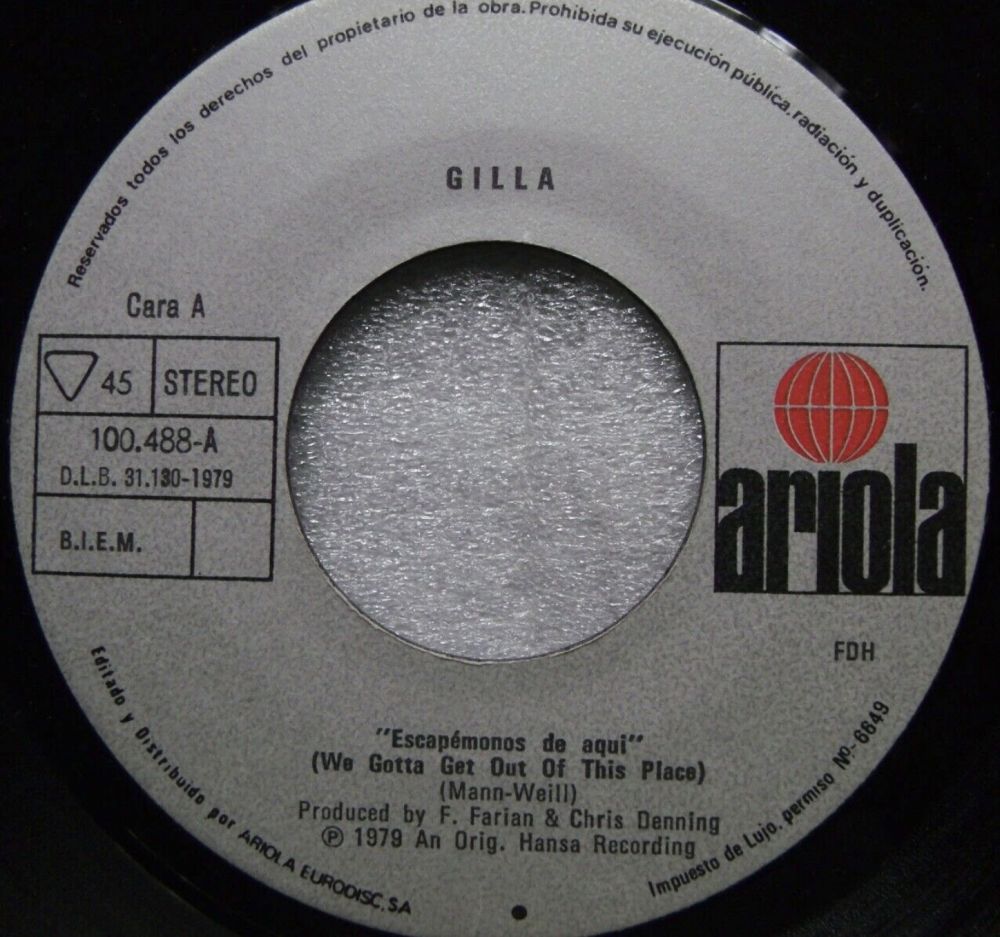 Reservados todos los derechos del propietario de la obra. Prohibida su ejecución pública, radiación y duplicación.
GILLA
Cara A
45 STEREO
100.488-A
D.L.B. 31.130-1979
B.I.E.M.
ariola
FDH
"Escapémonos de aqui"
(We Gotta Get Out Of This Place)
(Mann-Weill)
Produced by F. Farian & Chris Denning
Ⓟ 1979 An Orig. Hansa Recording
Editado y Distribuido por ARIOLA EURODISC, SA
Impuesto de Lujo. permiso Nº-6649